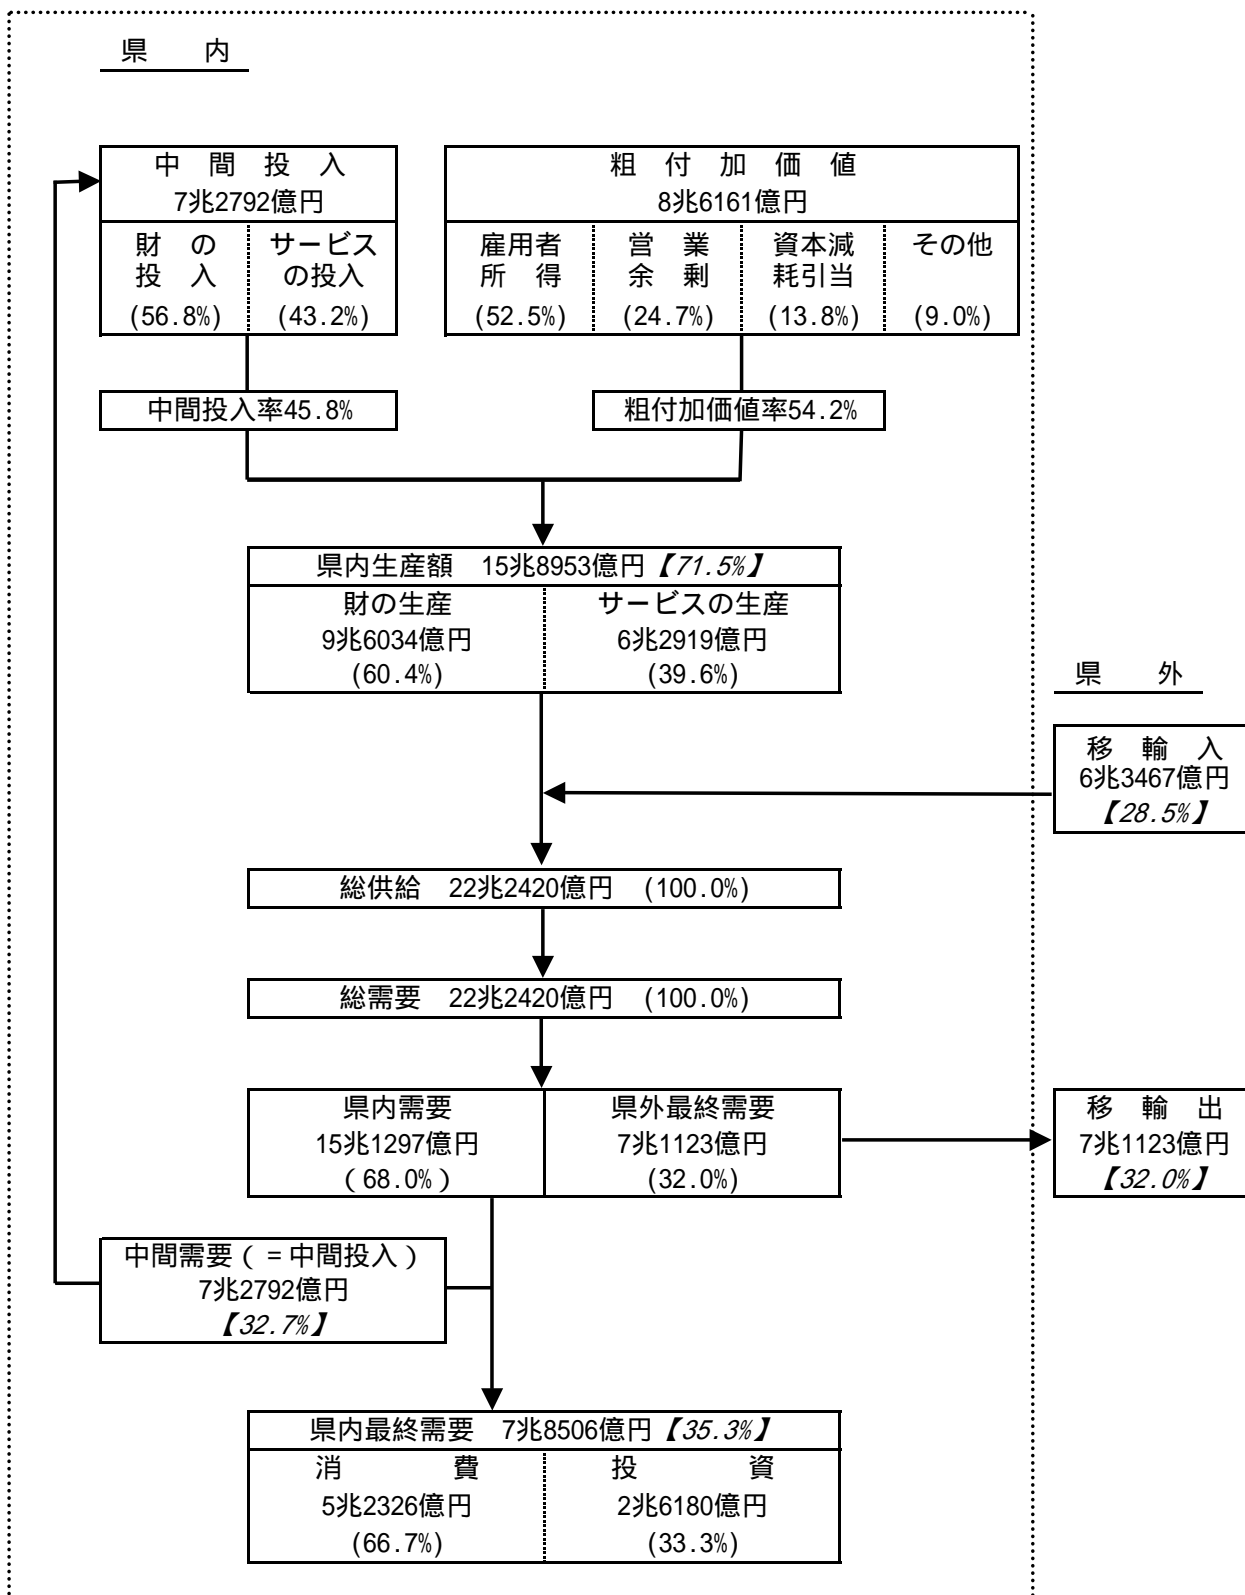 県　内
中　間　投　入
7兆2792億円
財　の
投　入
(56.8%)
サービス
の投入
(43.2%)
粗　付　加　価　値
8兆6161億円
雇用者
所　得
(52.5%)
営　業
余　剰
(24.7%)
資本減
耗引当
(13.8%)
その他
(9.0%)
中間投入率45.8%
粗付加価値率54.2%
県内生産額　15兆8953億円【71.5%】
財の生産
9兆6034億円
(60.4%)
サービスの生産
6兆2919億円
(39.6%)
県　外
移　輸　入
6兆3467億円
【28.5%】
総供給　22兆2420億円　(100.0%)
総需要　22兆2420億円　(100.0%)
県内需要
15兆1297億円
（68.0%）
県外最終需要
7兆1123億円
(32.0%)
移　輸　出
7兆1123億円
【32.0%】
中間需要（＝中間投入）
7兆2792億円
【32.7%】
県内最終需要　7兆8506億円【35.3%】
消　　　費
5兆2326億円
(66.7%)
投　　　資
2兆6180億円
(33.3%)